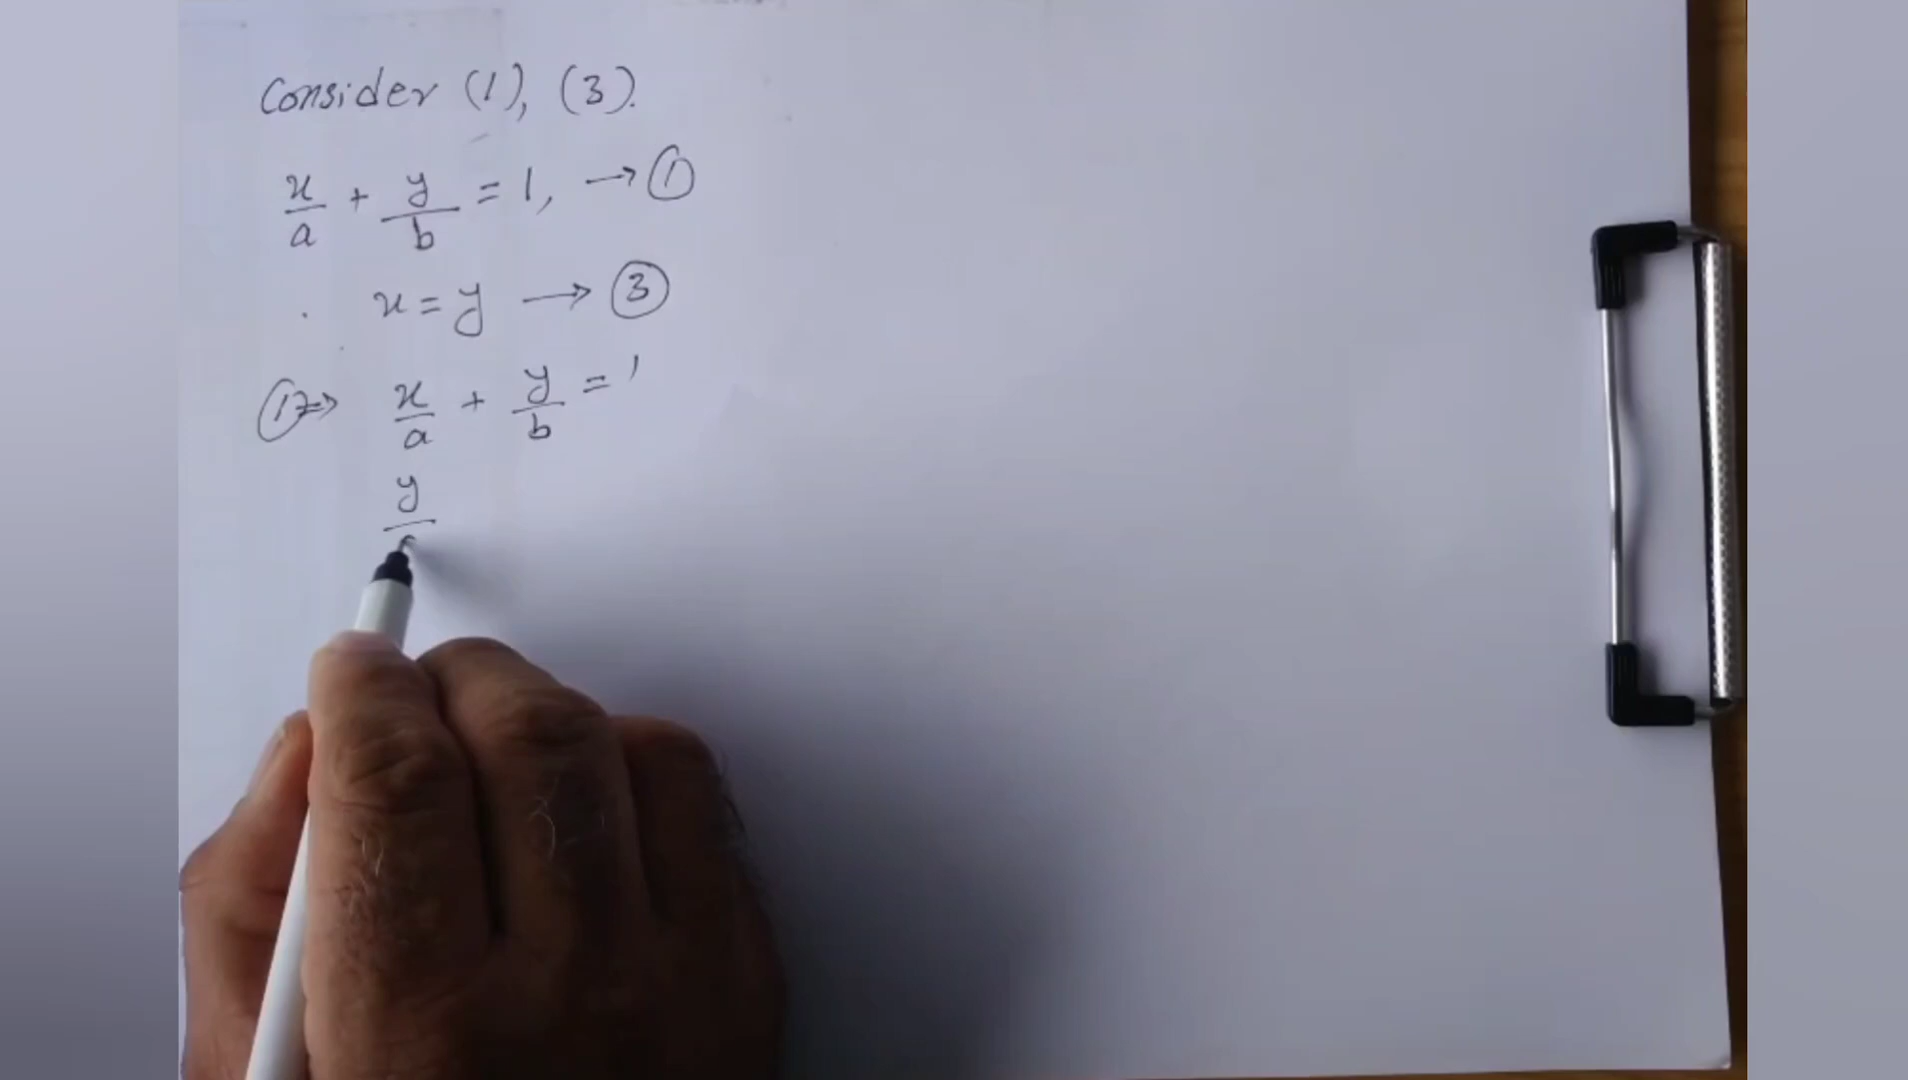 Consider (1), (3).
x/a + y/b = 1, → ①
x = y → ③
① ⇒ x/a + y/b = 1
y/